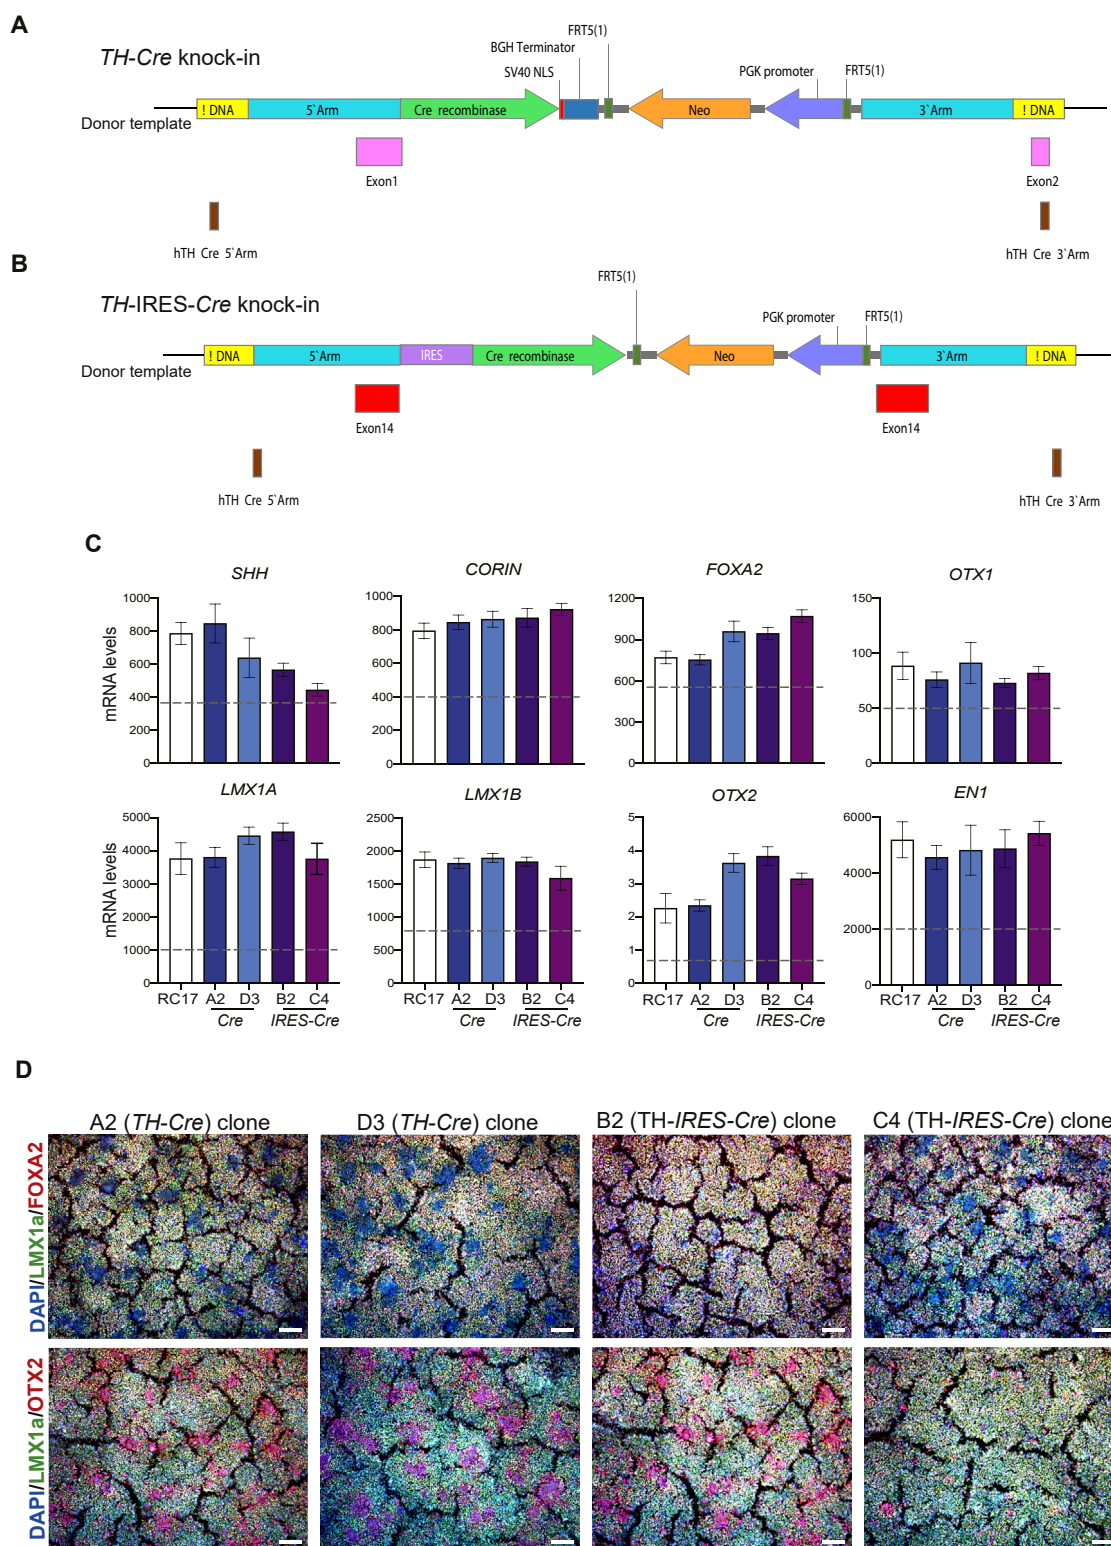 A
TH-Cre knock-in
FRT5(1)
BGH Terminator
SV40 NLS
PGK promoter
FRT5(1)
! DNA
5`Arm
Cre recombinase
Neo
3`Arm
! DNA
Donor template
Exon1
Exon2
hTH Cre 5`Arm
hTH Cre 3`Arm
B
TH-IRES-Cre knock-in
FRT5(1)
PGK promoter
FRT5(1)
! DNA
5`Arm
IRES
Cre recombinase
Neo
3`Arm
! DNA
Donor template
Exon14
Exon14
hTH Cre 5`Arm
hTH Cre 3`Arm
C
SHH
mRNA levels
1000
800
600
400
200
0
CORIN
1000
800
600
400
200
0
FOXA2
1200
900
600
300
0
OTX1
150
100
50
0
LMX1A
mRNA levels
5000
4000
3000
2000
1000
0
RC17 A2 D3 B2 C4
Cre IRES-Cre
LMX1B
2500
2000
1500
1000
500
0
RC17 A2 D3 B2 C4
Cre IRES-Cre
OTX2
5
4
3
2
1
0
RC17 A2 D3 B2 C4
Cre IRES-Cre
EN1
6000
4000
2000
0
RC17 A2 D3 B2 C4
Cre IRES-Cre
D
A2 (TH-Cre) clone
D3 (TH-Cre) clone
B2 (TH-IRES-Cre) clone
C4 (TH-IRES-Cre) clone
DAPI/LMX1a/FOXA2
DAPI/LMX1a/OTX2